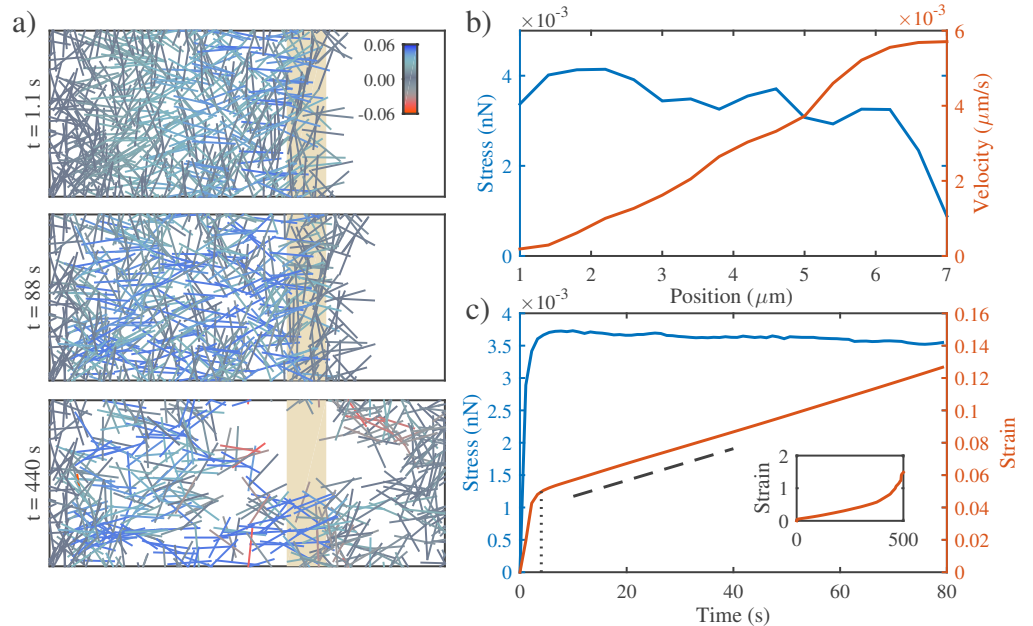 a)
t = 1.1 s
0.06
0.00
-0.06
t = 88 s
t = 440 s
b)
×10⁻³
×10⁻³
Stress (nN)
4
2
0
Velocity (μm/s)
6
4
2
0
1 2 3 4 5 6 7
Position (μm)
c)
×10⁻³
Stress (nN)
4
3.5
3
2.5
2
1.5
1
0.5
0
Strain
0.16
0.14
0.12
0.10
0.08
0.06
0.04
0.02
0
0 20 40 60 80
Time (s)
Strain
2
1
0
0 500